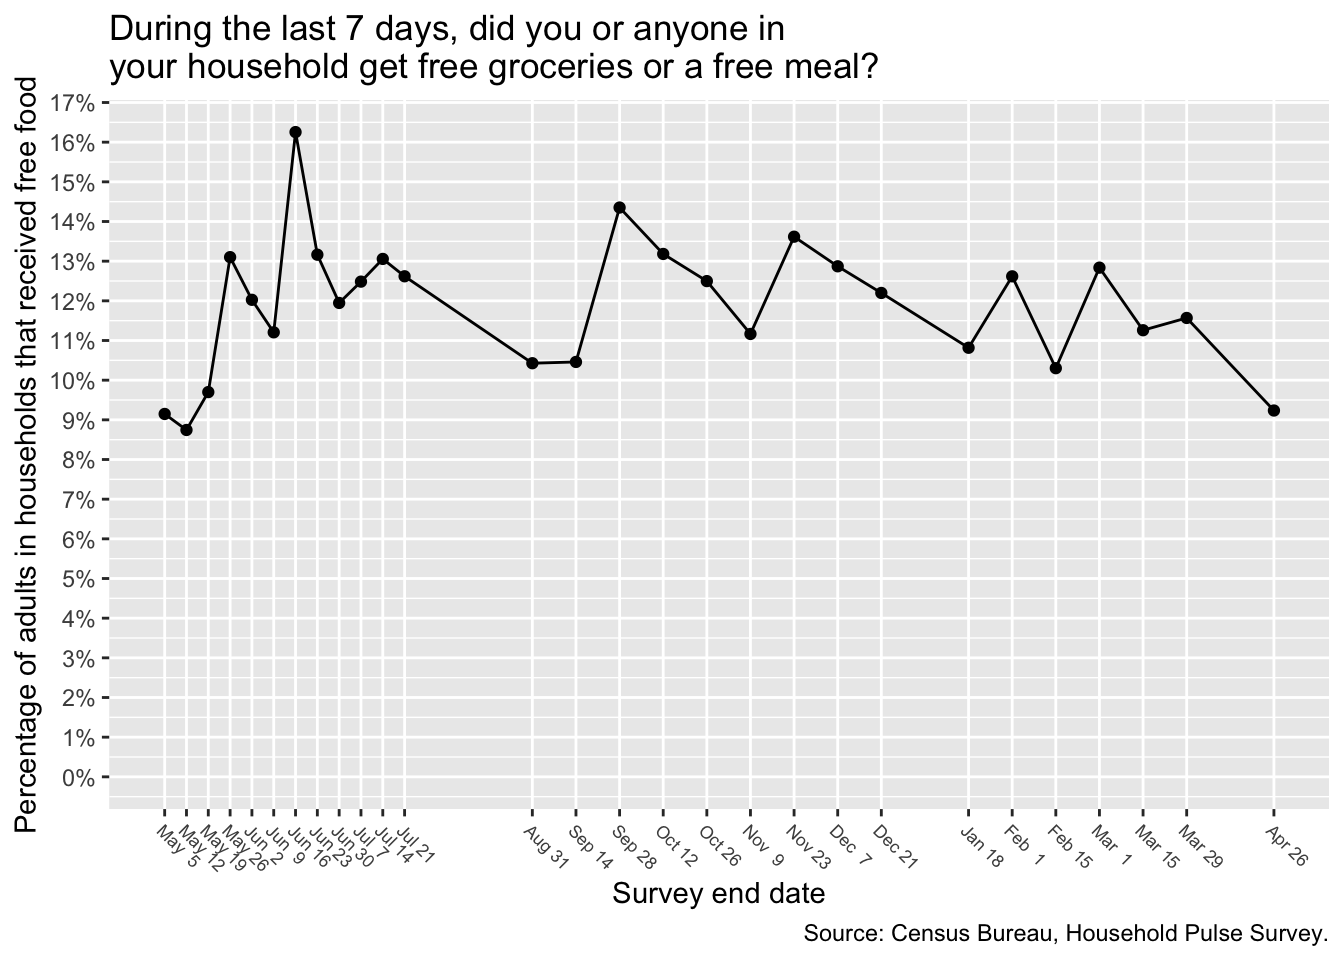 During the last 7 days, did you or anyone in
your household get free groceries or a free meal?
Percentage of adults in households that received free food
17%
16%
15%
14%
13%
12%
11%
10%
9%
8%
7%
6%
5%
4%
3%
2%
1%
0%
May 5
May 12
May 19
May 26
Jun 2
Jun 9
Jun 16
Jun 23
Jun 30
Jul 7
Jul 14
Jul 21
Aug 31
Sep 14
Sep 28
Oct 12
Oct 26
Nov 9
Nov 23
Dec 7
Dec 21
Jan 18
Feb 1
Feb 15
Mar 1
Mar 15
Mar 29
Apr 26
Survey end date
Source: Census Bureau, Household Pulse Survey.